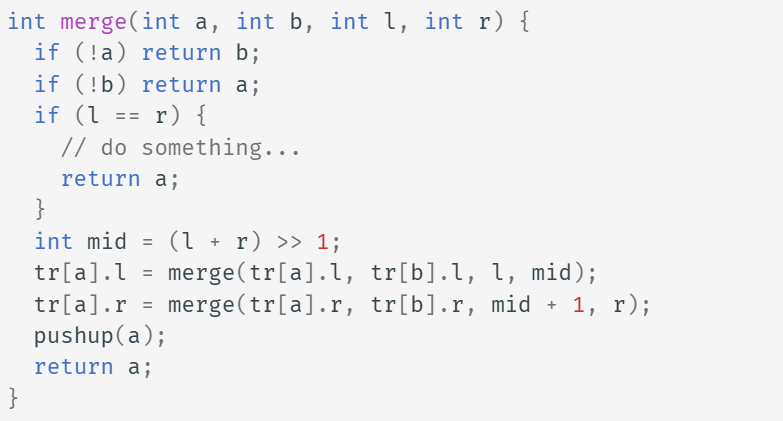 int merge(int a, int b, int l, int r) {
  if (!a) return b;
  if (!b) return a;
  if (l == r) {
    // do something...
    return a;
  }
  int mid = (l + r) >> 1;
  tr[a].l = merge(tr[a].l, tr[b].l, l, mid);
  tr[a].r = merge(tr[a].r, tr[b].r, mid + 1, r);
  pushup(a);
  return a;
}